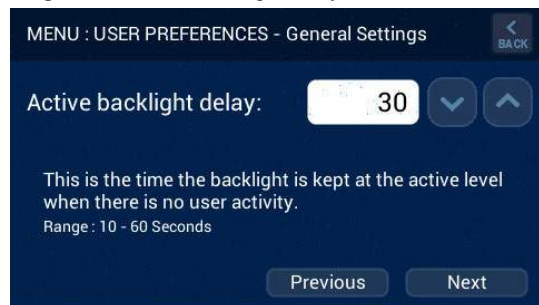 MENU : USER PREFERENCES - General Settings
BACK
Active backlight delay:
30
This is the time the backlight is kept at the active level
when there is no user activity.
Range : 10 - 60 Seconds
Previous
Next